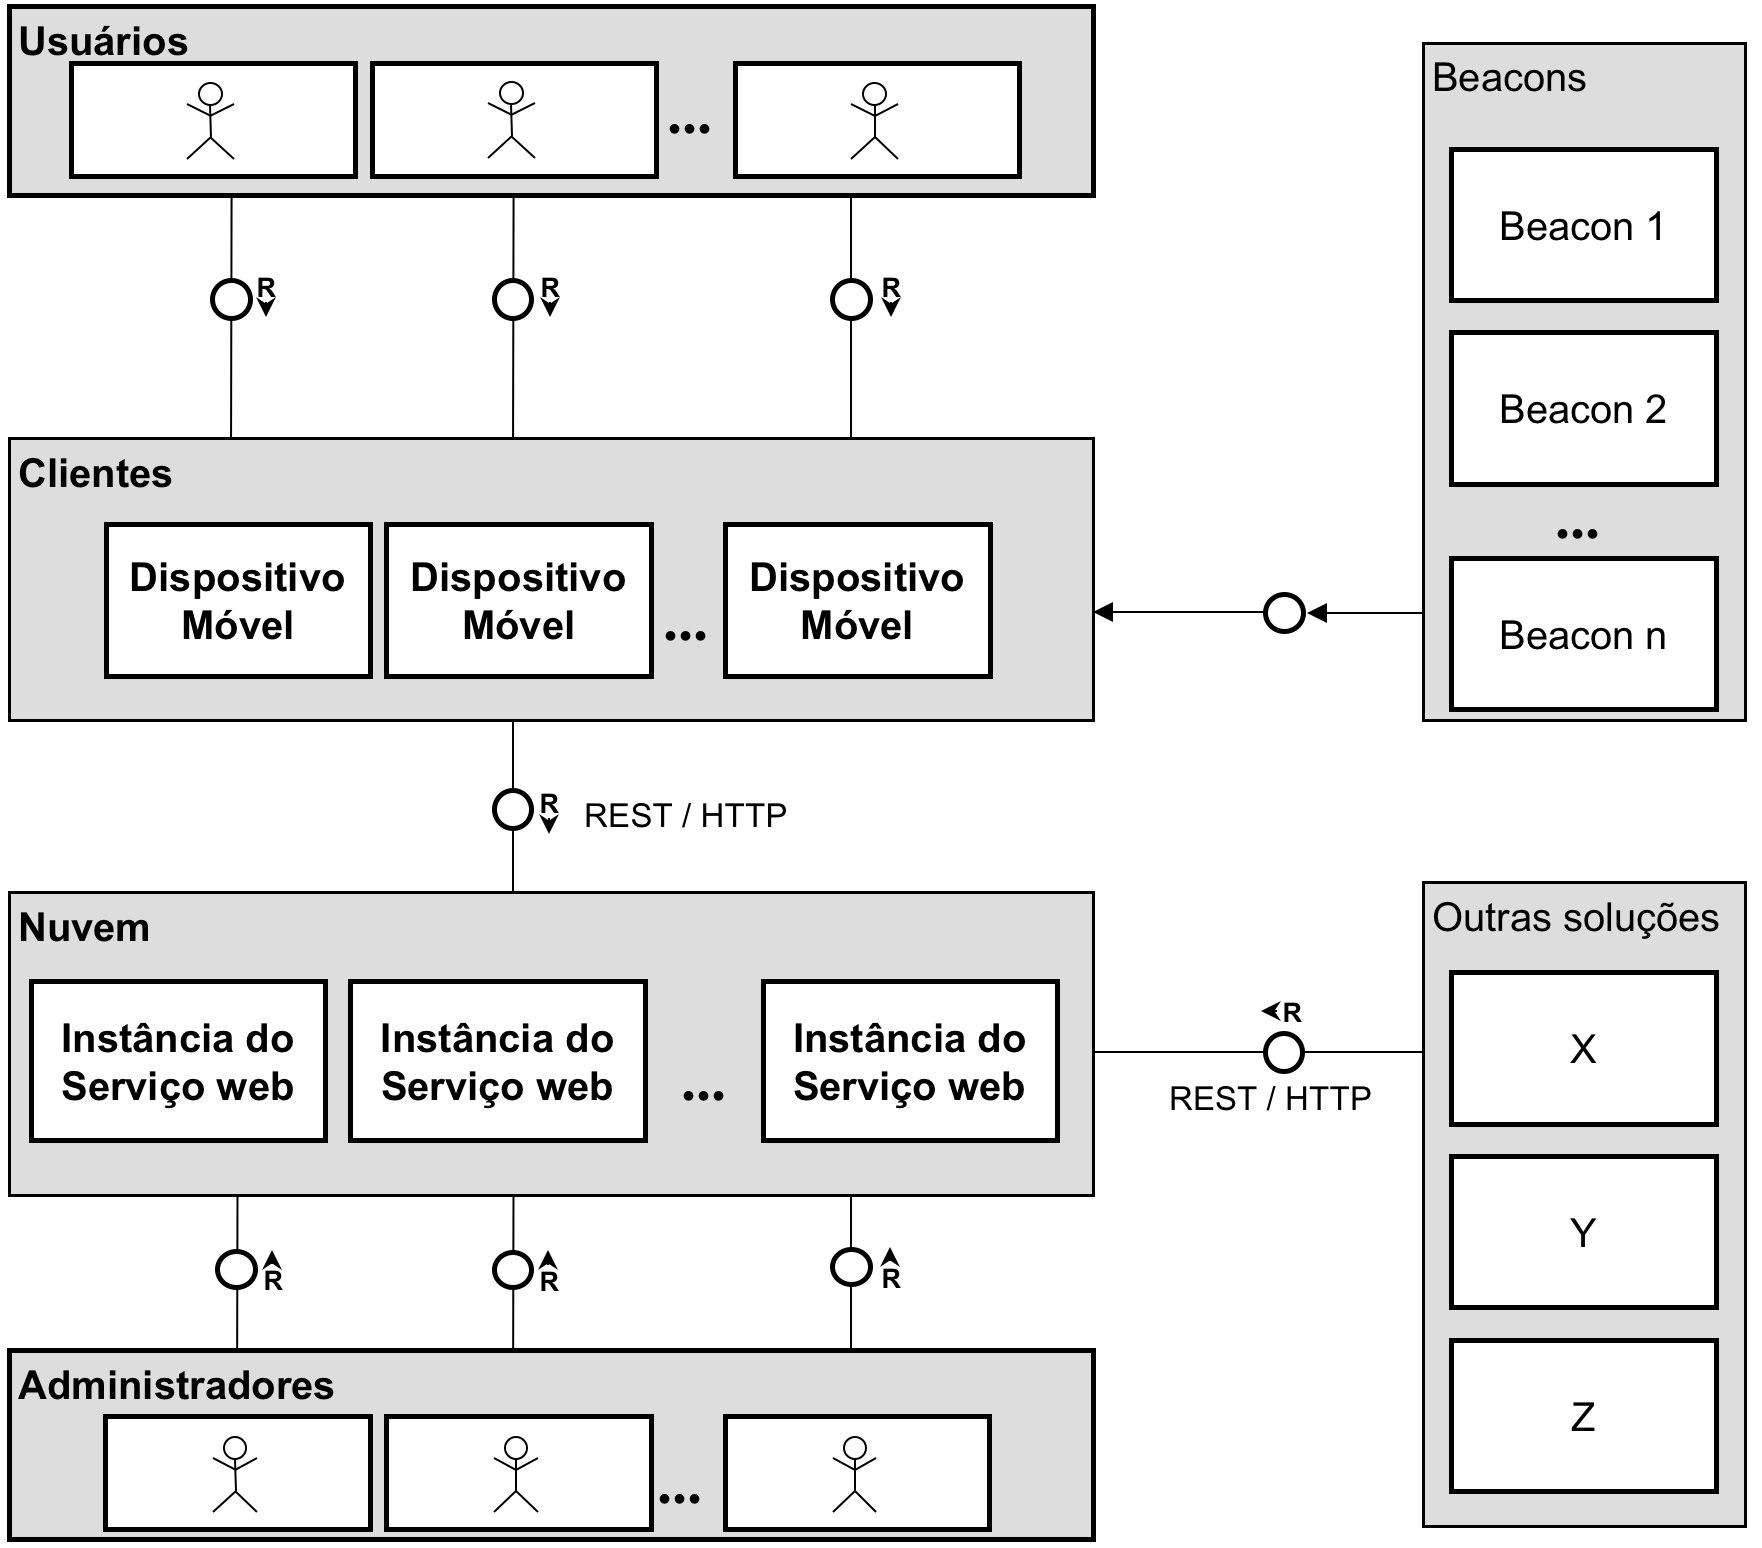 Usuários
...
R
R
R
Clientes
Dispositivo
Móvel
Dispositivo
Móvel
...
Dispositivo
Móvel
Beacons
Beacon 1
Beacon 2
...
Beacon n
R
REST / HTTP
Nuvem
Instância do
Serviço web
Instância do
Serviço web
...
Instância do
Serviço web
R
REST / HTTP
Outras soluções
X
Y
Z
R
R
R
Administradores
...